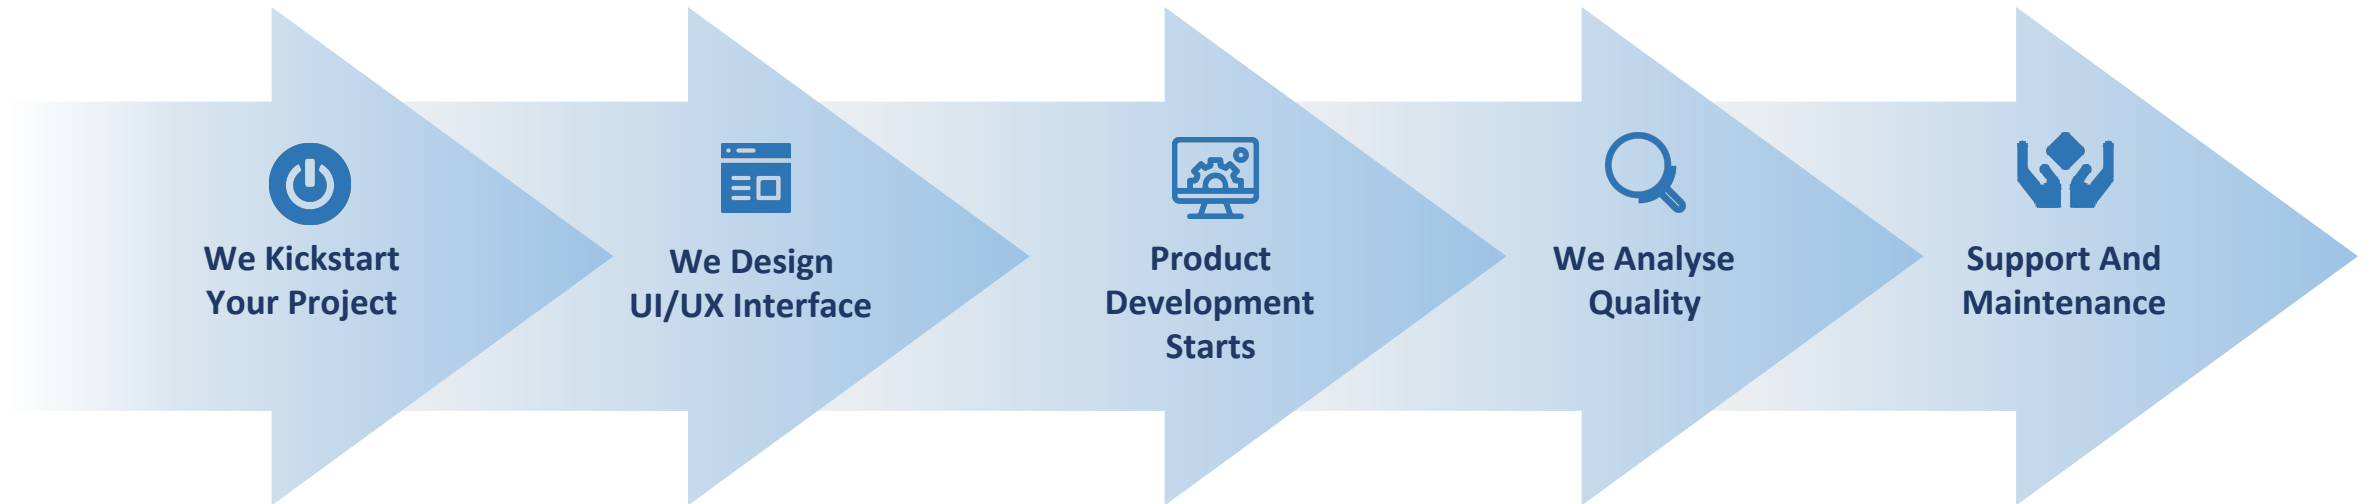 We Kickstart
Your Project
We Design
UI/UX Interface
Product
Development
Starts
We Analyse
Quality
Support And
Maintenance